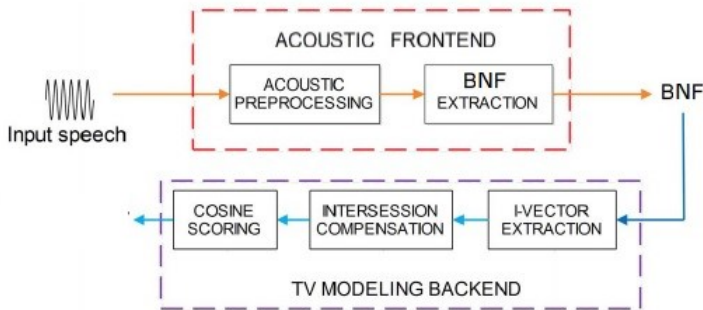 ACOUSTIC FRONTEND
ACOUSTIC
PREPROCESSING
BNF
EXTRACTION
BNF
Input speech
COSINE
SCORING
INTERSESSION
COMPENSATION
I-VECTOR
EXTRACTION
TV MODELING BACKEND